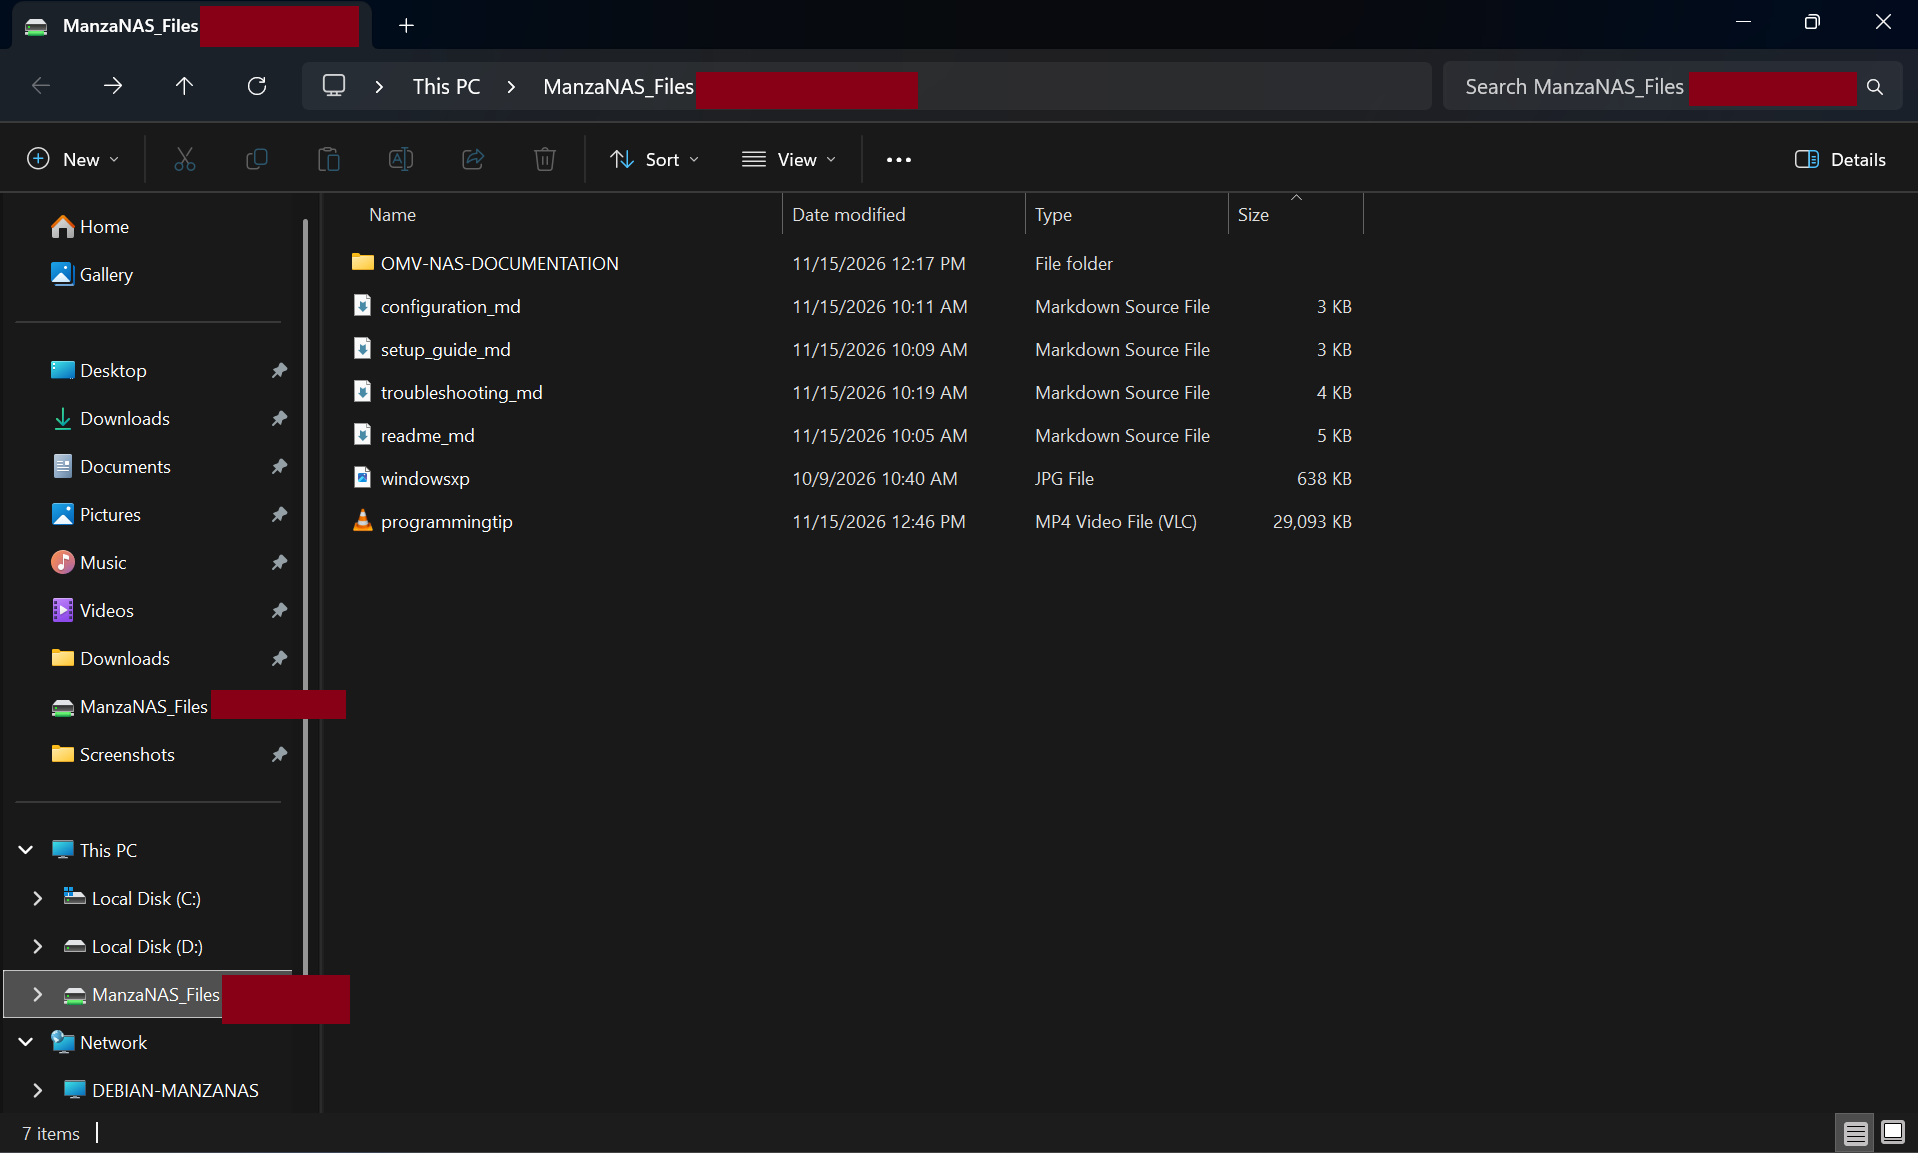 ManzaNAS_Files
This PC ManzaNAS_Files
Search ManzaNAS_Files
New Sort View Details
Name Date modified Type Size
OMV-NAS-DOCUMENTATION 11/15/2026 12:17 PM File folder
configuration_md 11/15/2026 10:11 AM Markdown Source File 3 KB
setup_guide_md 11/15/2026 10:09 AM Markdown Source File 3 KB
troubleshooting_md 11/15/2026 10:19 AM Markdown Source File 4 KB
readme_md 11/15/2026 10:05 AM Markdown Source File 5 KB
windowsxp 10/9/2026 10:40 AM JPG File 638 KB
programmingtip 11/15/2026 12:46 PM MP4 Video File (VLC) 29,093 KB
Home
Gallery
Desktop
Downloads
Documents
Pictures
Music
Videos
Downloads
ManzaNAS_Files
Screenshots
This PC
Local Disk (C:)
Local Disk (D:)
ManzaNAS_Files
Network
DEBIAN-MANZANAS
7 items